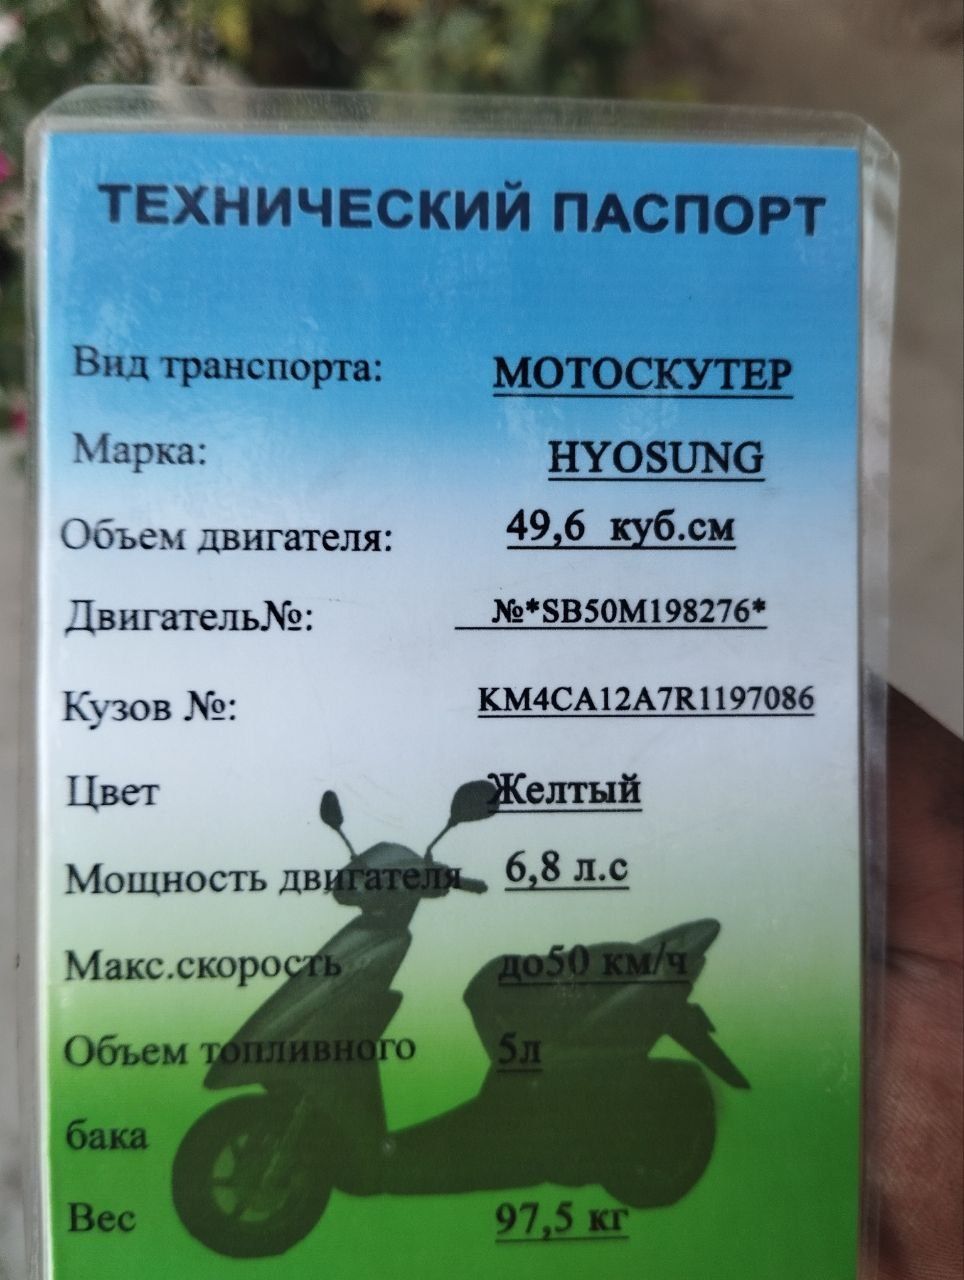 ТЕХНИЧЕСКИЙ ПАСПОРТ
Вид транспорта: МОТОСКУТЕР
Марка: HYOSUNG
Объем двигателя: 49,6 куб.см
Двигатель№: №*SB50M198276*
Кузов №: KM4CA12A7R1197086
Цвет Желтый
Мощность двигателя 6,8 л.с
Макс.скорость до50 км/ч
Объем топливного 5л
бака
Вес 97,5 кг